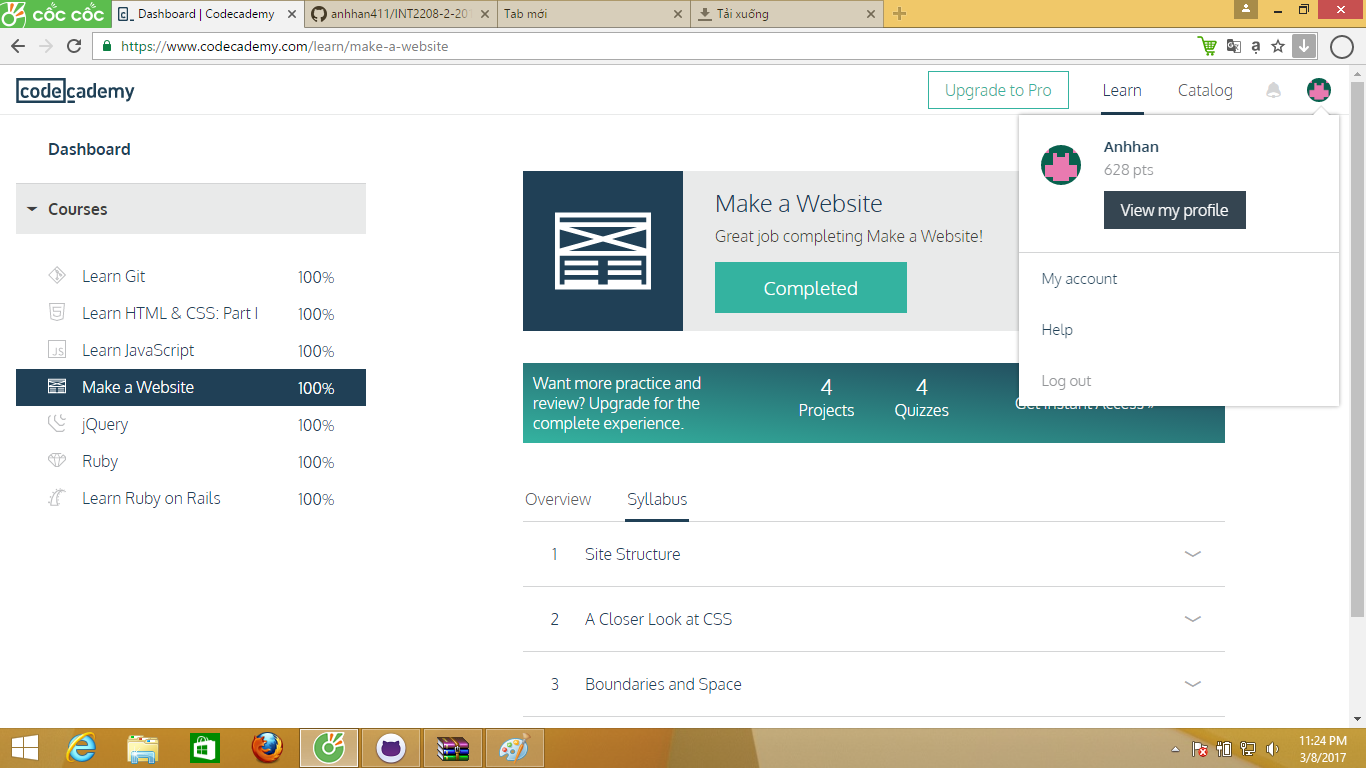 cốc cốc
Dashboard | Codecademy
anhhan411/INT2208-2-201
Tab mới
Tải xuống
https://www.codecademy.com/learn/make-a-website
codecademy
Upgrade to Pro
Learn
Catalog
Dashboard
Courses
Learn Git 100%
Learn HTML & CSS: Part I 100%
Learn JavaScript 100%
Make a Website 100%
jQuery 100%
Ruby 100%
Learn Ruby on Rails 100%
Make a Website
Great job completing Make a Website!
Completed
Anhhan
628 pts
View my profile
My account
Help
Log out
Want more practice and
review? Upgrade for the
complete experience.
4
Projects
4
Quizzes
Get Instant Access »
Overview
Syllabus
1 Site Structure
2 A Closer Look at CSS
3 Boundaries and Space
11:24 PM
3/8/2017